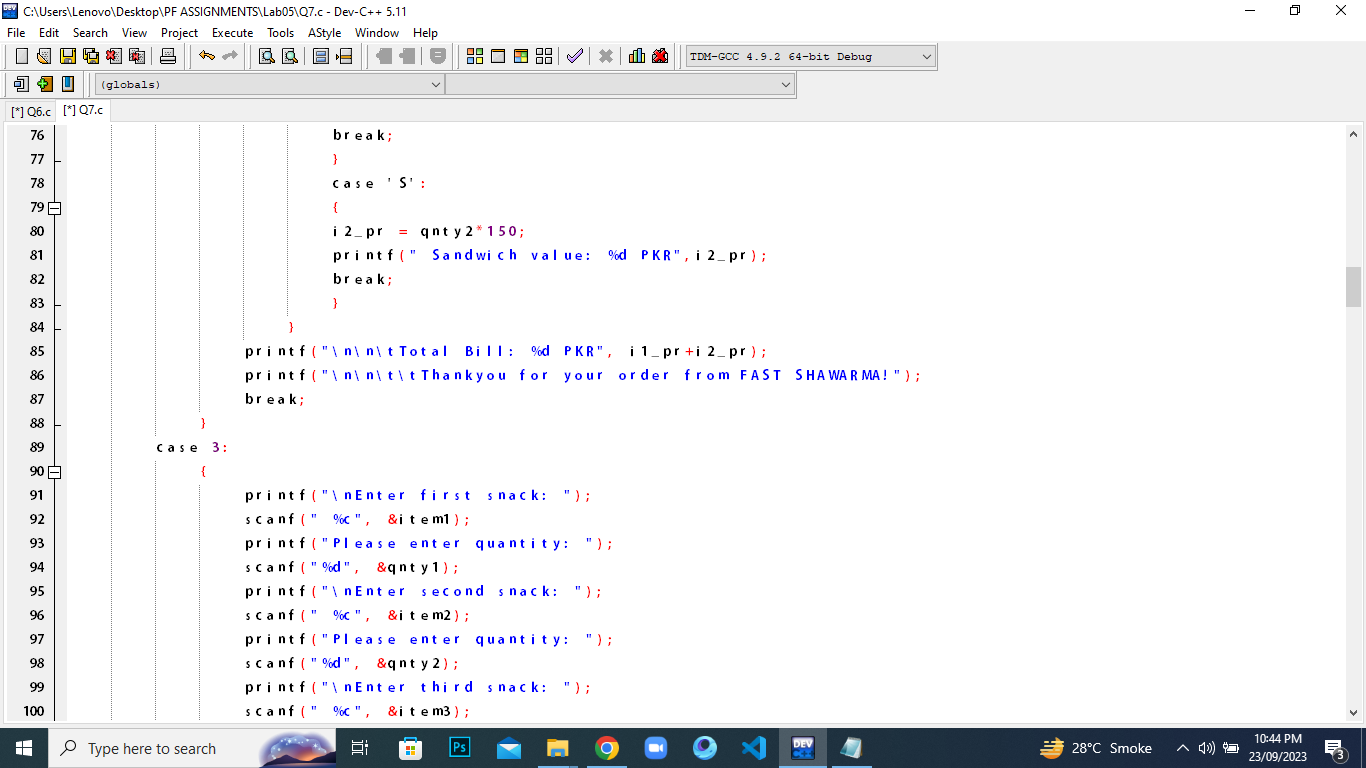 C:\Users\Lenovo\Desktop\PF ASSIGNMENTS\Lab05\Q7.c - Dev-C++ 5.11
File Edit Search View Project Execute Tools AStyle Window Help
TDM-GCC 4.9.2 64-bit Debug
(globals)
[*] Q6.c [*] Q7.c
76 break;
77 }
78 case 'S':
79 {
80 i2_pr = qnty2*150;
81 printf(" Sandwich value: %d PKR",i2_pr);
82 break;
83 }
84 }
85 printf("\n\n\tTotal Bill: %d PKR", i1_pr+i2_pr);
86 printf("\n\n\t\tThankyou for your order from FAST SHAWARMA!");
87 break;
88 }
89 case 3:
90 {
91 printf("\nEnter first snack: ");
92 scanf(" %c", &item1);
93 printf("Please enter quantity: ");
94 scanf("%d", &qnty1);
95 printf("\nEnter second snack: ");
96 scanf(" %c", &item2);
97 printf("Please enter quantity: ");
98 scanf("%d", &qnty2);
99 printf("\nEnter third snack: ");
100 scanf(" %c", &item3);
Type here to search
Ps
DEV
28°C Smoke
10:44 PM
23/09/2023
3